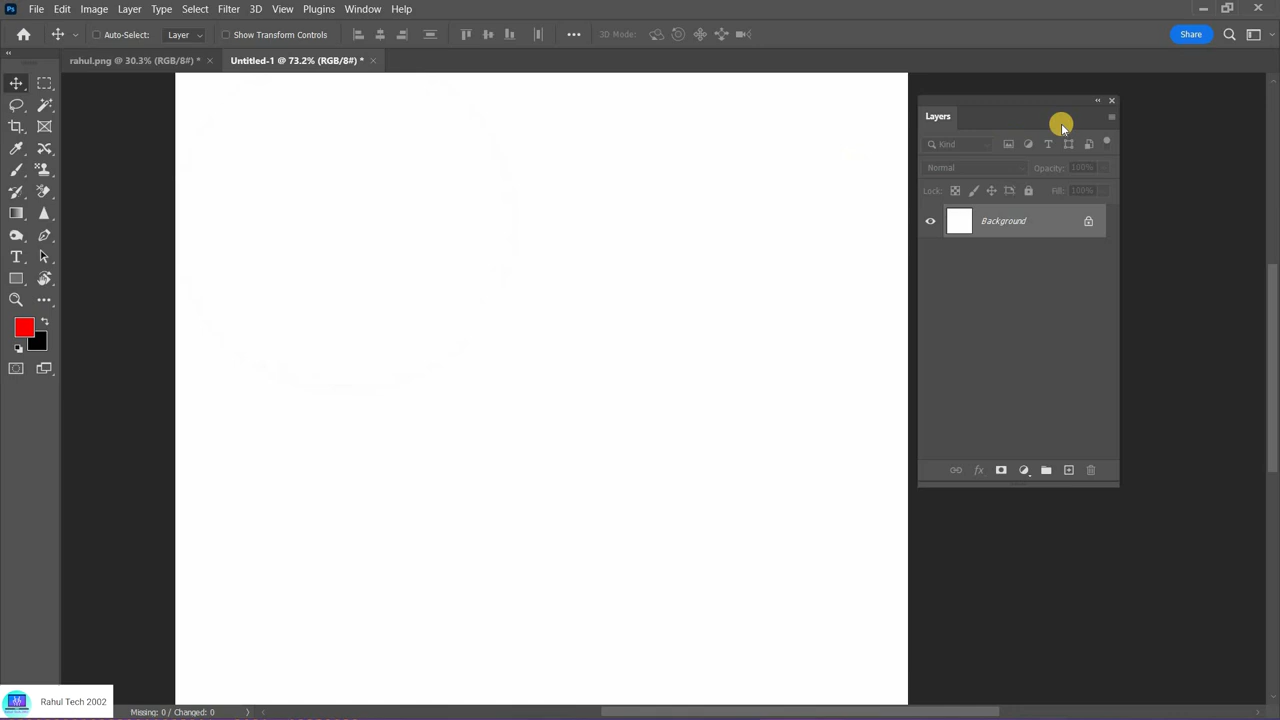 Ps File Edit Image Layer Type Select Filter 3D View Plugins Window Help
Auto-Select: Layer Show Transform Controls 3D Mode: Share
rahul.png @ 30.3% (RGB/8#) * Untitled-1 @ 73.2% (RGB/8#) *
Layers
Kind
Normal Opacity: 100%
Lock: Fill: 100%
Background
Rahul Tech 2002
Missing: 0 / Changed: 0